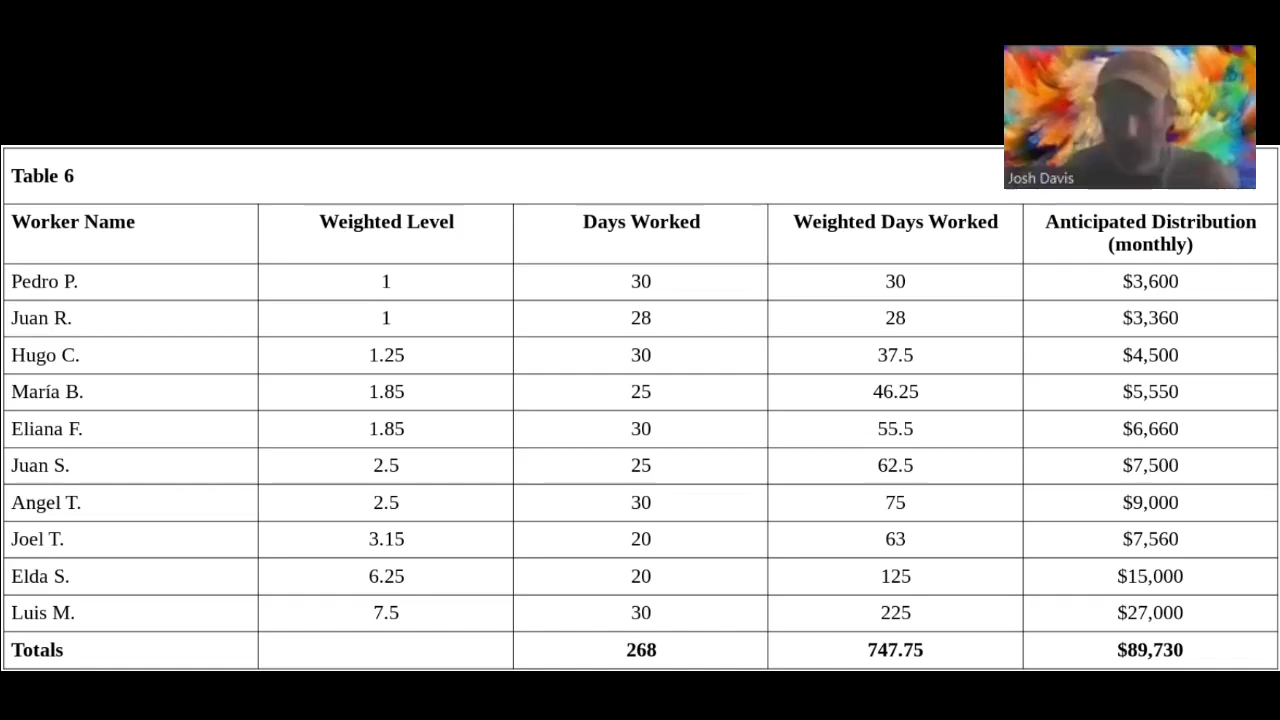 Josh Davis
Table 6
Worker Name Weighted Level Days Worked Weighted Days Worked Anticipated Distribution
(monthly)
Pedro P. 1 30 30 $3,600
Juan R. 1 28 28 $3,360
Hugo C. 1.25 30 37.5 $4,500
María B. 1.85 25 46.25 $5,550
Eliana F. 1.85 30 55.5 $6,660
Juan S. 2.5 25 62.5 $7,500
Angel T. 2.5 30 75 $9,000
Joel T. 3.15 20 63 $7,560
Elda S. 6.25 20 125 $15,000
Luis M. 7.5 30 225 $27,000
Totals 268 747.75 $89,730